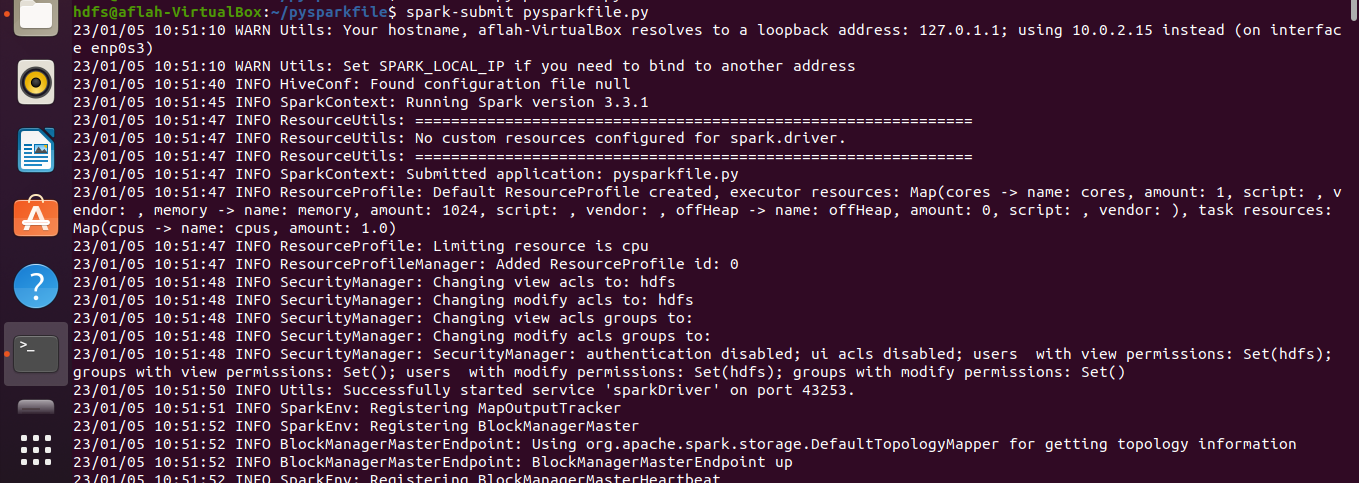 hdfs@aflah-VirtualBox:~/pysparkfile$ spark-submit pysparkfile.py
23/01/05 10:51:10 WARN Utils: Your hostname, aflah-VirtualBox resolves to a loopback address: 127.0.1.1; using 10.0.2.15 instead (on interfac
e enp0s3)
23/01/05 10:51:10 WARN Utils: Set SPARK_LOCAL_IP if you need to bind to another address
23/01/05 10:51:40 INFO HiveConf: Found configuration file null
23/01/05 10:51:45 INFO SparkContext: Running Spark version 3.3.1
23/01/05 10:51:47 INFO ResourceUtils: ==============================================================
23/01/05 10:51:47 INFO ResourceUtils: No custom resources configured for spark.driver.
23/01/05 10:51:47 INFO ResourceUtils: ==============================================================
23/01/05 10:51:47 INFO SparkContext: Submitted application: pysparkfile.py
23/01/05 10:51:47 INFO ResourceProfile: Default ResourceProfile created, executor resources: Map(cores -> name: cores, amount: 1, script: , v
endor: , memory -> name: memory, amount: 1024, script: , vendor: , offHeap -> name: offHeap, amount: 0, script: , vendor: ), task resources:
Map(cpus -> name: cpus, amount: 1.0)
23/01/05 10:51:47 INFO ResourceProfile: Limiting resource is cpu
23/01/05 10:51:47 INFO ResourceProfileManager: Added ResourceProfile id: 0
23/01/05 10:51:48 INFO SecurityManager: Changing view acls to: hdfs
23/01/05 10:51:48 INFO SecurityManager: Changing modify acls to: hdfs
23/01/05 10:51:48 INFO SecurityManager: Changing view acls groups to:
23/01/05 10:51:48 INFO SecurityManager: Changing modify acls groups to:
23/01/05 10:51:48 INFO SecurityManager: SecurityManager: authentication disabled; ui acls disabled; users  with view permissions: Set(hdfs);
groups with view permissions: Set(); users  with modify permissions: Set(hdfs); groups with modify permissions: Set()
23/01/05 10:51:50 INFO Utils: Successfully started service 'sparkDriver' on port 43253.
23/01/05 10:51:51 INFO SparkEnv: Registering MapOutputTracker
23/01/05 10:51:52 INFO SparkEnv: Registering BlockManagerMaster
23/01/05 10:51:52 INFO BlockManagerMasterEndpoint: Using org.apache.spark.storage.DefaultTopologyMapper for getting topology information
23/01/05 10:51:52 INFO BlockManagerMasterEndpoint: BlockManagerMasterEndpoint up
23/01/05 10:51:52 INFO SparkEnv: Registering BlockManagerMasterHeartbeat